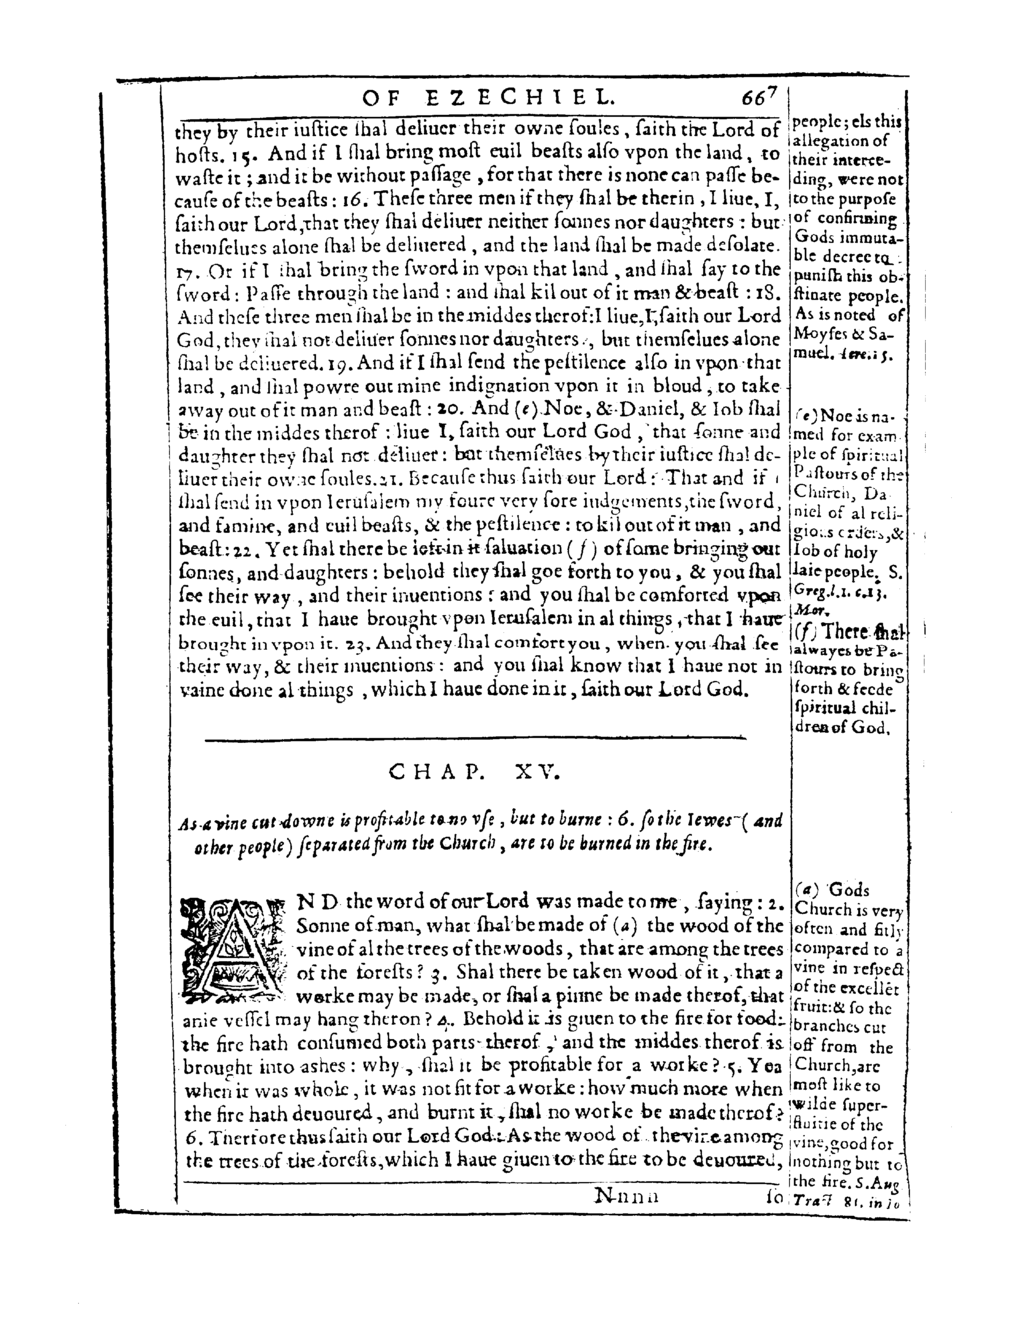 OF EZECHIEL. 667
they by their iuſtice ſhal deliuer their owne ſoules, ſaith the Lord of
hoſts. 15. And if I ſhal bring moſt euil beaſts alſo vpon the land, to
waſte it; and it be without paſſage, for that there is none can paſſe be-
cauſe of the beaſts: 16. Theſe three men if they ſhal be therin, I liue, I,
ſaith our Lord, that they ſhal deliuer neither ſonnes nor daughters: but
themſelues alone ſhal be deliuered, and the land ſhal be made deſolate.
17. Or if I ſhal bring the ſword in vpon that land, and ſhal ſay to the
ſword: Paſſe through the land: and ſhal kil out of it man & beaſt: 18.
And theſe three men ſhal be in the middes therof: I liue, I, ſaith our Lord
God, they ſhal not deliuer ſonnes nor daughters, but themſelues alone
ſhal be deliuered. 19. And if I ſhal ſend the peſtilence alſo in vpon that
land, and ſhal powre out mine indignation vpon it in bloud, to take
away out of it man and beaſt: 20. And (e) Noe, & Daniel, & Iob ſhal
be in the middes therof: liue I, ſaith our Lord God, that ſonne and
daughter they ſhal not deliuer: but themſelues by their iuſtice ſhal de-
liuer their owne ſoules. 21. Becauſe thus ſaith our Lord: That and if I
ſhal ſend in vpon Ieruſalem my foure very ſore iudgements, the ſword,
and famine, and euil beaſts, & the peſtilence: to kil out of it man, and
beaſt: 22. Yet ſhal there be left in it ſaluation (f) of ſome bringing out
ſonnes, and daughters: behold they ſhal goe forth to you, & you ſhal
ſee their way, and their inuentions: and you ſhal be comforted vpon
the euil, that I haue brought vpon Ieruſalem in al things, that I haue
brought in vpon it. 23. And they ſhal comfort you, when you ſhal ſee
their way, & their inuentions: and you ſhal know that I haue not in
vaine done al things, which I haue done in it, ſaith our Lord God.
people; els this
allegation of
their interce-
ding, were not
to the purpoſe
of confirming
Gods immuta-
ble decree to
puniſh this ob-
ſtinate people.
As is noted of
Moyſes & Sa-
muel. Iere. 15.
(e) Noe is na-
med for exam
ple of ſpiritual
Paſtours of the
Church, Da
niel of al reli-
gious orders, &
Iob of holy
laie people. S.
Greg. l. 1. c. 13.
Mor.
(f) There ſhal
alwayes be Pa-
ſtours to bring
forth & feede
ſpiritual chil-
dren of God.
CHAP. XV.
As a vine cut downe is profitable to no vſe, but to burne: 6. ſo the Iewes (and
other people) ſeparated from the Church, are to be burned in the fire.
AND the word of our Lord was made to me, ſaying: 2.
Sonne of man, what ſhal be made of (a) the wood of the
vine of al the trees of the woods, that are among the trees
of the foreſts? 3. Shal there be taken wood of it, that a
worke may be made, or ſhal a pinne be made therof, that
anie veſſel may hang theron? 4. Behold it is giuen to the fire for food:
the fire hath conſumed both parts therof, and the middes therof is
brought into aſhes: why, ſhal it be profitable for a worke? 5. Yea
when it was whole, it was not fit for a worke: how much more when
the fire hath deuoured, and burnt it, ſhal no worke be made therof?
6. Therfore thus ſaith our Lord God: As the wood of the vine among
the trees of the foreſts, which I haue giuen to the fire to be deuoured,
Nnnn ſo
(a) Gods
Church is very
often and fitly
compared to a
vine in reſpect
of the excellēt
fruit: & ſo the
branches cut
off from the
Church, are
moſt like to
wilde ſuper-
fluitie of the
vine, good for
nothing but to
the fire. S. Aug
Tract 81. in Io